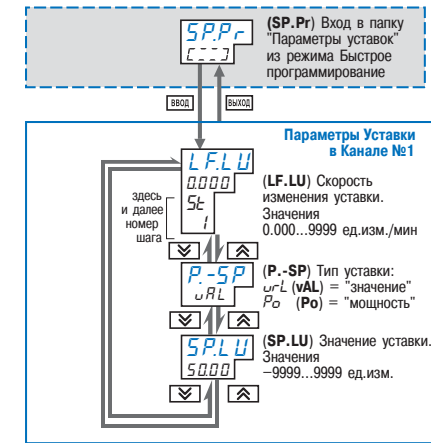 SP.Pr
[---]
(SP.Pr) Вход в папку
"Параметры уставок"
из режима Быстрое
программирование
ВВОД
ВЫХОД
Параметры Уставки
в Канале №1
LF.LU
0.000
St
1
здесь
и далее
номер
шага
(LF.LU) Скорость
изменения уставки.
Значения
0.000...9999 ед.изм./мин
P.-SP
vAL
(P.-SP) Тип уставки:
vrL (vAL) = "значение"
Po (Po) = "мощность"
SP.LU
50.00
(SP.LU) Значение уставки.
Значения
−9999...9999 ед.изм.